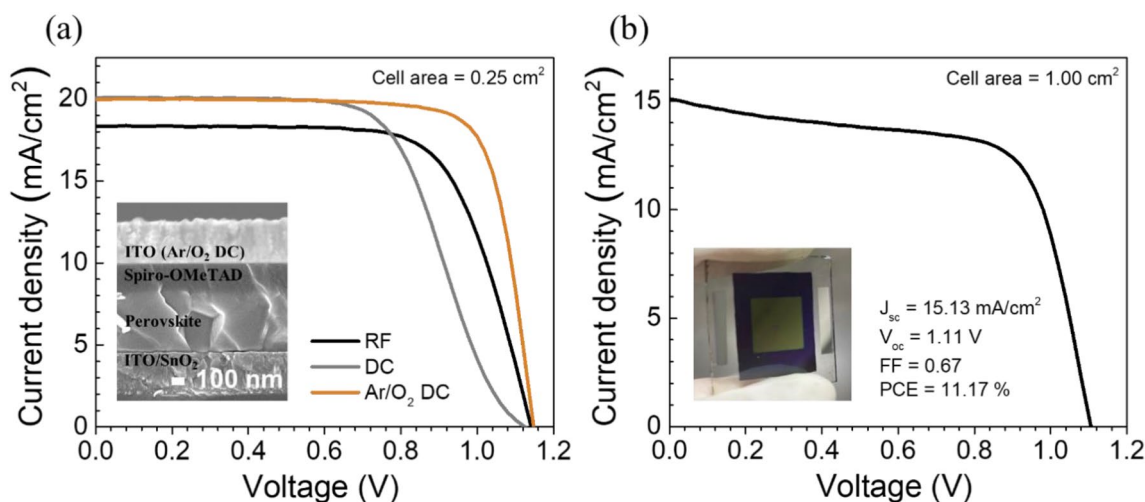 (a)
Cell area = 0.25 cm²
Current density (mA/cm²)
20
15
10
5
0
ITO (Ar/O₂ DC)
Spiro-OMeTAD
Perovskite
ITO/SnO₂
100 nm
RF
DC
Ar/O₂ DC
0.0 0.2 0.4 0.6 0.8 1.0 1.2
Voltage (V)
(b)
Cell area = 1.00 cm²
Current density (mA/cm²)
15
10
5
0
J_sc = 15.13 mA/cm²
V_oc = 1.11 V
FF = 0.67
PCE = 11.17 %
0.0 0.2 0.4 0.6 0.8 1.0 1.2
Voltage (V)